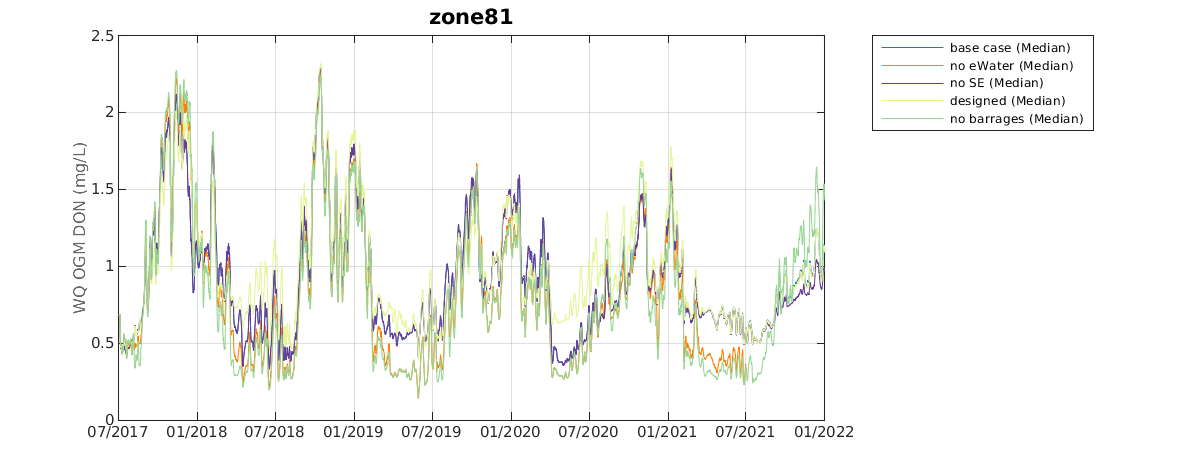 zone81
WQ OGM DON (mg/L)
2.5
2
1.5
1
0.5
0
07/2017 01/2018 07/2018 01/2019 07/2019 01/2020 07/2020 01/2021 07/2021 01/2022
base case (Median)
no eWater (Median)
no SE (Median)
designed (Median)
no barrages (Median)